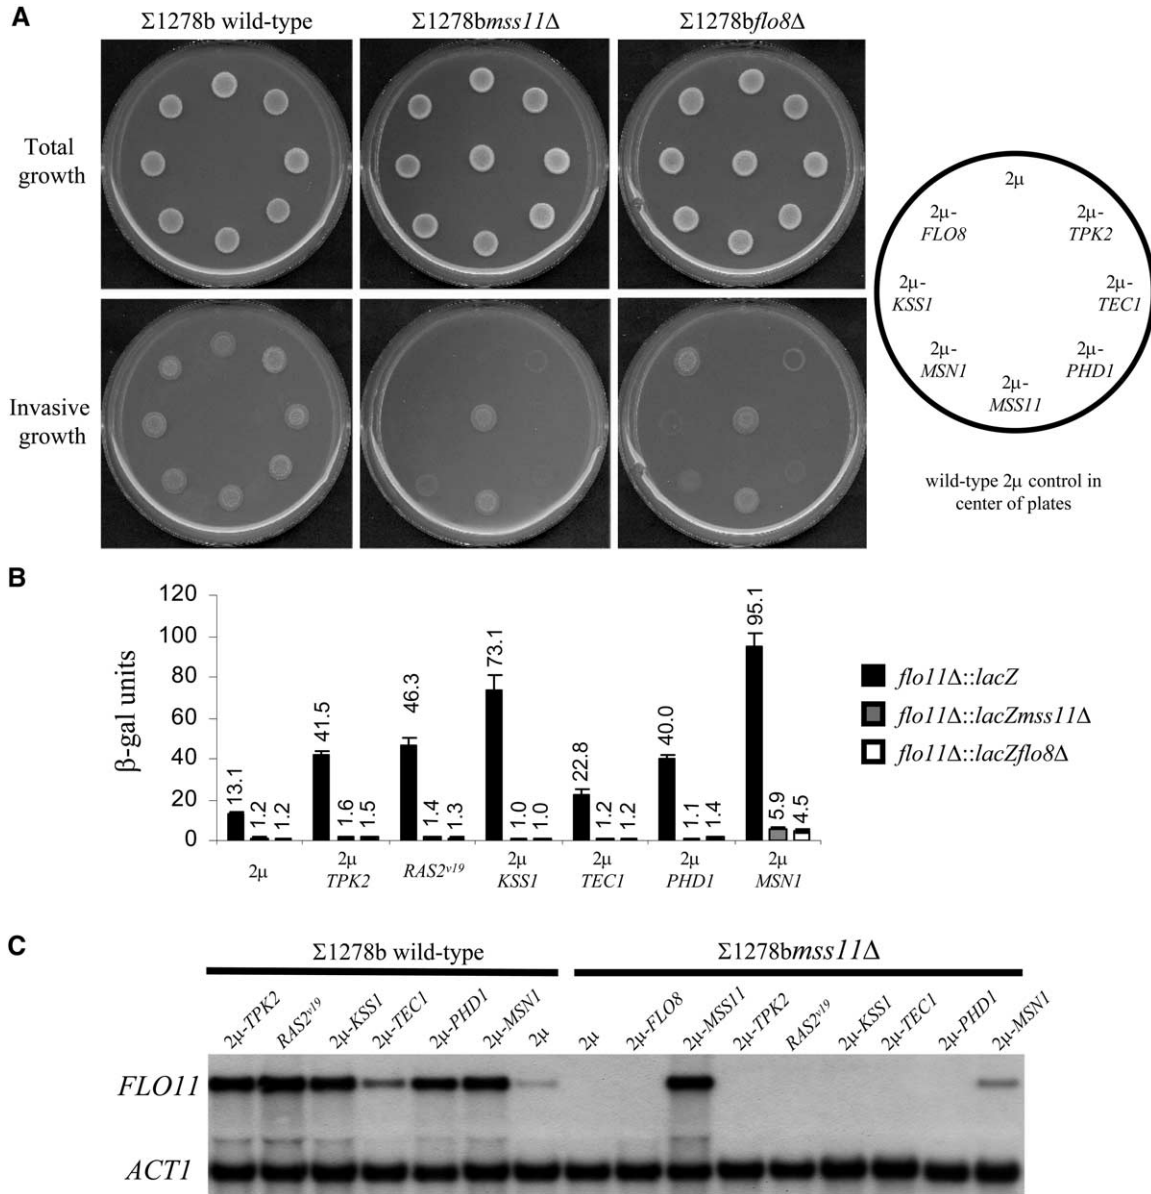 A
Σ1278b wild-type
Σ1278bmss11Δ
Σ1278bflo8Δ
Total
growth
Invasive
growth
2μ
2μ-
FLO8
2μ-
TPK2
2μ-
KSS1
2μ-
TEC1
2μ-
MSN1
2μ-
PHD1
2μ-
MSS11
wild-type 2μ control in
center of plates
B
β-gal units
120
100
80
60
40
20
0
13.1
1.2
1.2
41.5
1.6
1.5
46.3
1.4
1.3
73.1
1.0
1.0
22.8
1.2
1.2
40.0
1.1
1.4
95.1
5.9
4.5
2μ
2μ
TPK2
RAS2v19
2μ
KSS1
2μ
TEC1
2μ
PHD1
2μ
MSN1
flo11Δ::lacZ
flo11Δ::lacZmss11Δ
flo11Δ::lacZflo8Δ
C
Σ1278b wild-type
Σ1278bmss11Δ
2μ-TPK2
RAS2v19
2μ-KSS1
2μ-TEC1
2μ-PHD1
2μ-MSN1
2μ
2μ
2μ-FLO8
2μ-MSS11
2μ-TPK2
RAS2v19
2μ-KSS1
2μ-TEC1
2μ-PHD1
2μ-MSN1
FLO11
ACT1